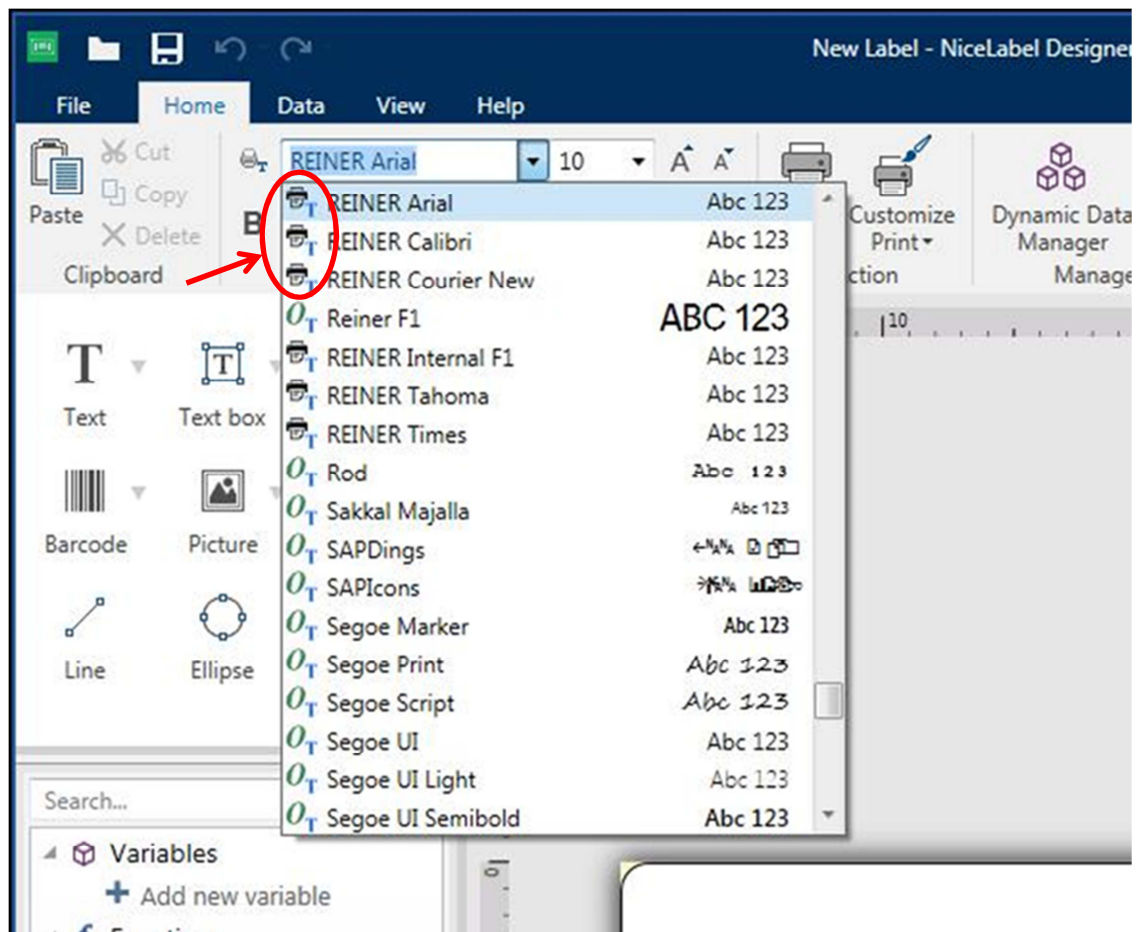 New Label - NiceLabel Designer
File Home Data View Help
Cut
Copy
Delete
Paste
Clipboard
REINER Arial 10
B
Customize
Print
Dynamic Data
Manager
ction
Manage
REINER Arial Abc 123
REINER Calibri Abc 123
REINER Courier New Abc 123
Reiner F1 ABC 123
REINER Internal F1 Abc 123
REINER Tahoma Abc 123
REINER Times Abc 123
Rod Abc 123
Sakkal Majalla Abc 123
SAPDings
SAPIcons
Segoe Marker Abc 123
Segoe Print Abc 123
Segoe Script Abc 123
Segoe UI Abc 123
Segoe UI Light Abc 123
Segoe UI Semibold Abc 123
10
Text Text box
Barcode Picture
Line Ellipse
Search...
Variables
Add new variable
0